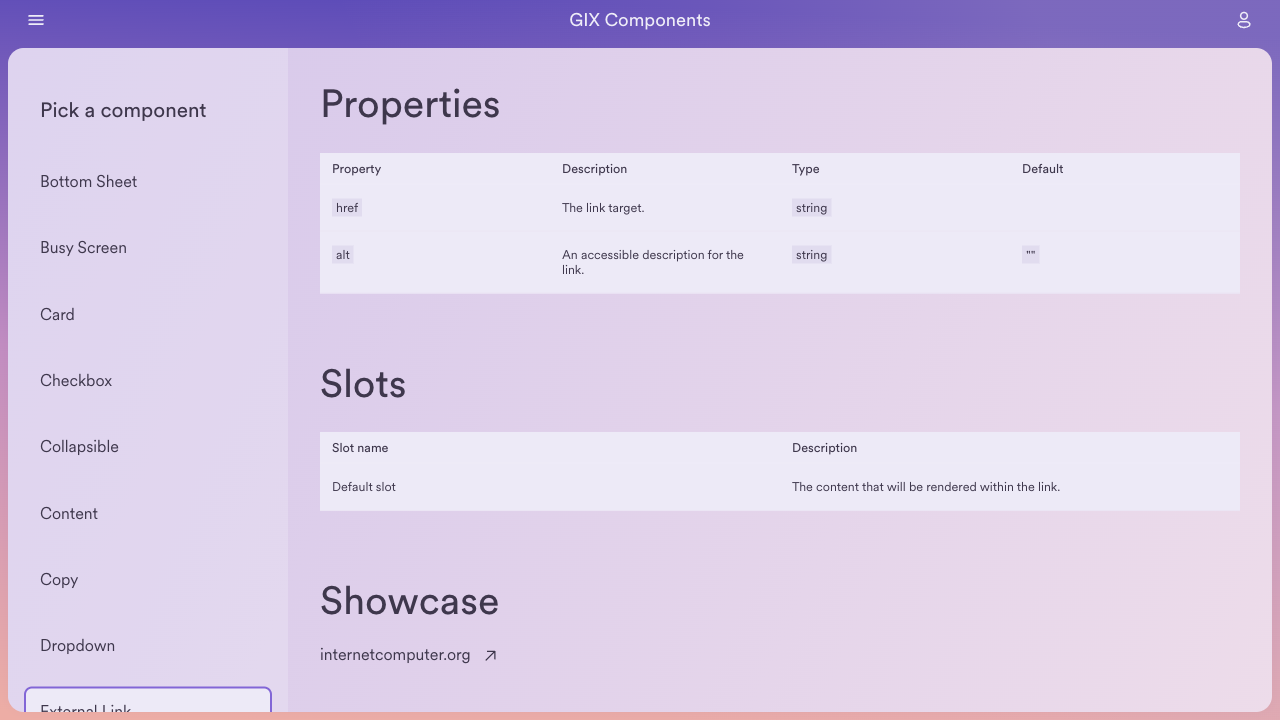 GIX Components
Pick a component
Bottom Sheet
Busy Screen
Card
Checkbox
Collapsible
Content
Copy
Dropdown
External Link
Properties
Property Description Type Default
href The link target. string
alt An accessible description for the string ""
link.
Slots
Slot name Description
Default slot The content that will be rendered within the link.
Showcase
internetcomputer.org